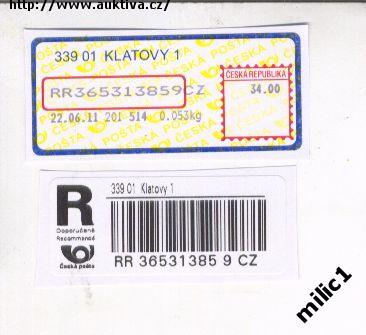 http://www.auktiva.cz/
339 01 KLATOVY 1
ČESKÁ REPUBLIKA
RR365313859CZ
34.00
22.06.11 201 514 0.053kg
ČESKÁ POŠTA
339 01 Klatovy 1
R
Doporučeně
Recommandé
Česká pošta
RR 36531385 9 CZ
milic1